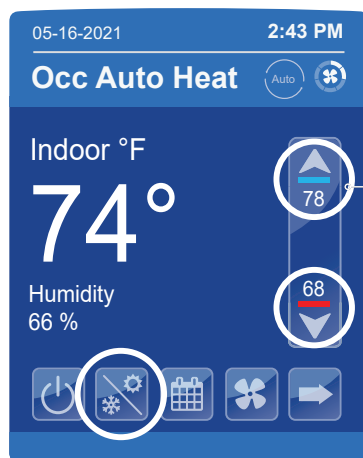 05-16-2021
2:43 PM
Occ Auto Heat
Auto
Indoor °F
74°
78
Humidity
66 %
68